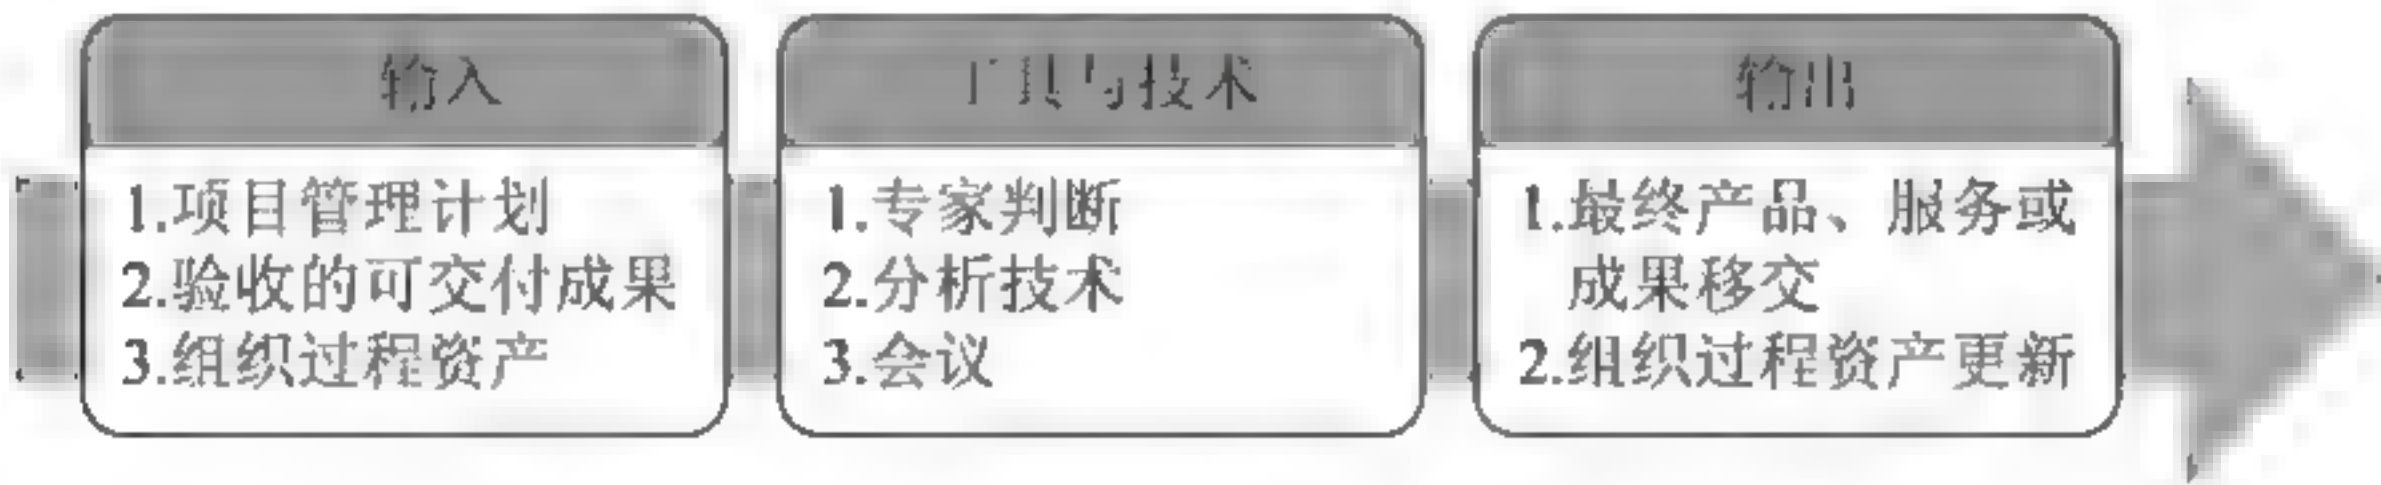 输入
1.项目管理计划
2.验收的可交付成果
3.组织过程资产
工具与技术
1.专家判断
2.分析技术
3.会议
输出
1.最终产品、服务或
成果移交
2.组织过程资产更新